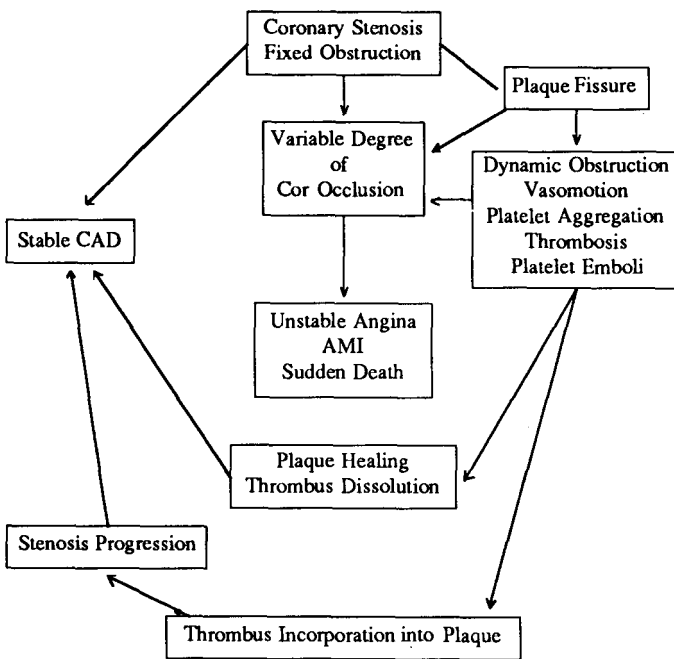 Coronary Stenosis
Fixed Obstruction
Plaque Fissure
Variable Degree
of
Cor Occlusion
Dynamic Obstruction
Vasomotion
Platelet Aggregation
Thrombosis
Platelet Emboli
Stable CAD
Unstable Angina
AMI
Sudden Death
Plaque Healing
Thrombus Dissolution
Stenosis Progression
Thrombus Incorporation into Plaque